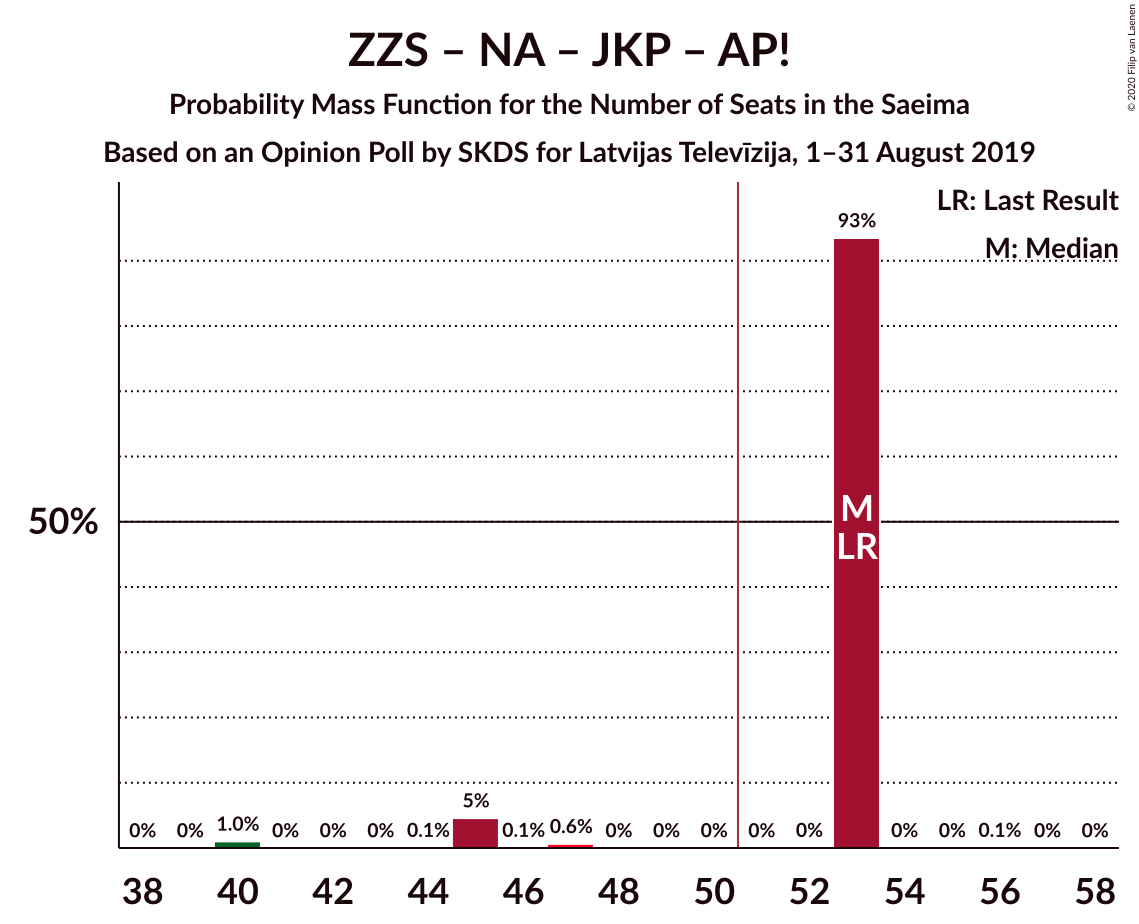 ZZS – NA – JKP – AP!
Probability Mass Function for the Number of Seats in the Saeima
Based on an Opinion Poll by SKDS for Latvijas Televīzija, 1–31 August 2019
© 2020 Filip van Laenen
LR: Last Result
M: Median
93%
50%
M
LR
0% 0% 1.0% 0% 0% 0% 0.1% 5% 0.1% 0.6% 0% 0% 0% 0% 0% 0% 0% 0.1% 0% 0%
38 40 42 44 46 48 50 52 54 56 58